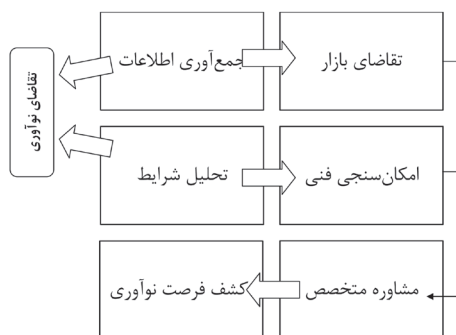 تقاضای بازار
جمع‌آوری اطلاعات
تقاضای نوآوری
امکان‌سنجی فنی
تحلیل شرایط
مشاوره متخصص
کشف فرصت نوآوری